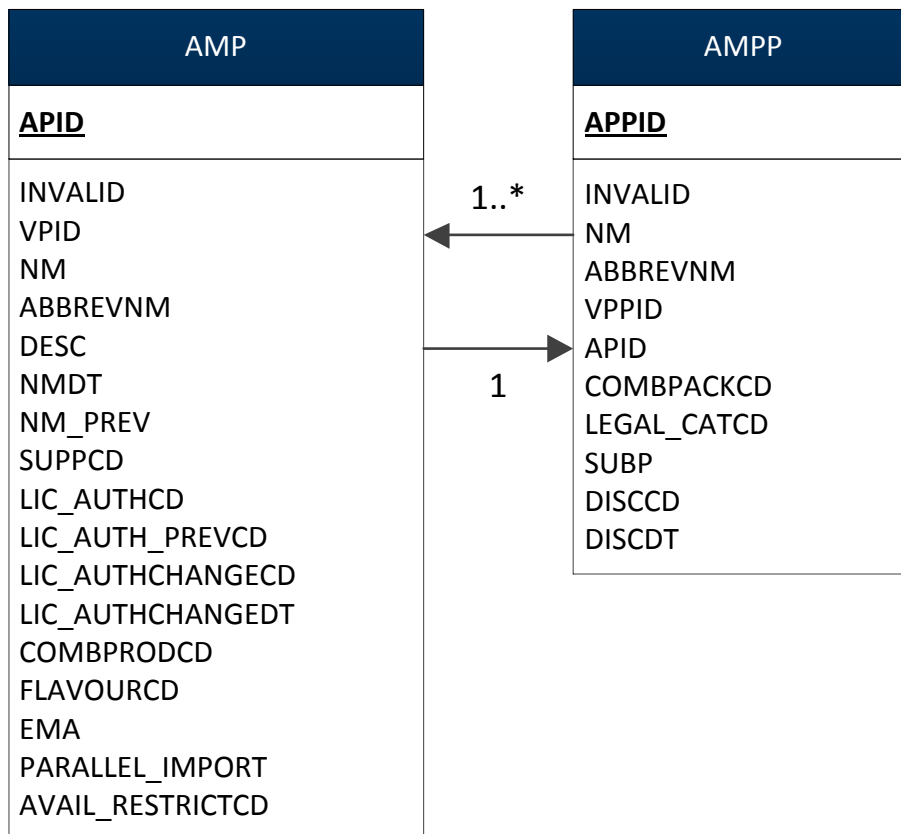 AMP
APID
INVALID
VPID
NM
ABBREVNM
DESC
NMDT
NM_PREV
SUPPCD
LIC_AUTHCD
LIC_AUTH_PREVCD
LIC_AUTHCHANGECD
LIC_AUTHCHANGEDT
COMBPRODCD
FLAVOURCD
EMA
PARALLEL_IMPORT
AVAIL_RESTRICTCD
1..*
1
AMPP
APPID
INVALID
NM
ABBREVNM
VPPID
APID
COMBPACKCD
LEGAL_CATCD
SUBP
DISCCD
DISCDT